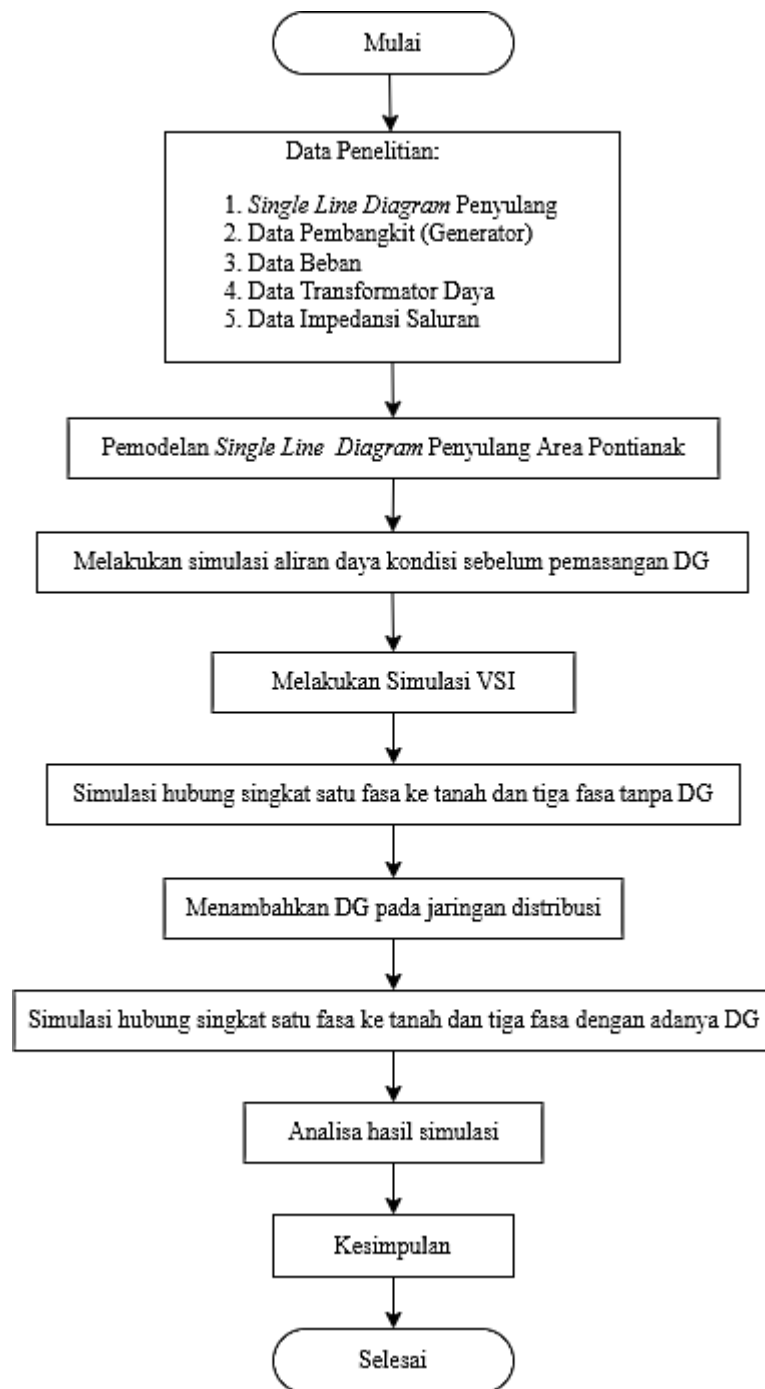 Mulai
Data Penelitian:
1. Single Line Diagram Penyulang
2. Data Pembangkit (Generator)
3. Data Beban
4. Data Transformator Daya
5. Data Impedansi Saluran
Pemodelan Single Line Diagram Penyulang Area Pontianak
Melakukan simulasi aliran daya kondisi sebelum pemasangan DG
Melakukan Simulasi VSI
Simulasi hubung singkat satu fasa ke tanah dan tiga fasa tanpa DG
Menambahkan DG pada jaringan distribusi
Simulasi hubung singkat satu fasa ke tanah dan tiga fasa dengan adanya DG
Analisa hasil simulasi
Kesimpulan
Selesai